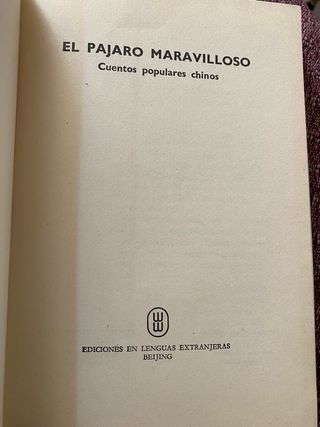 EL PAJARO MARAVILLOSO
Cuentos populares chinos
EDICIONES EN LENGUAS EXTRANJERAS
BEIJING